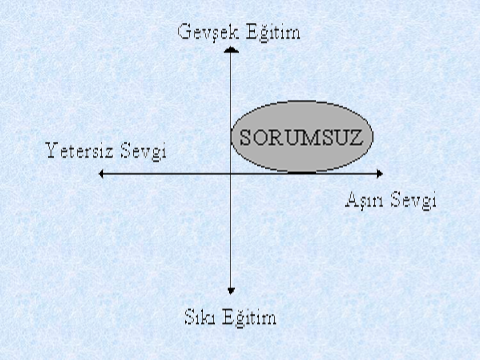 Gevşek Eğitim
SORUMSUZ
Yetersiz Sevgi
Aşırı Sevgi
Sıkı Eğitim